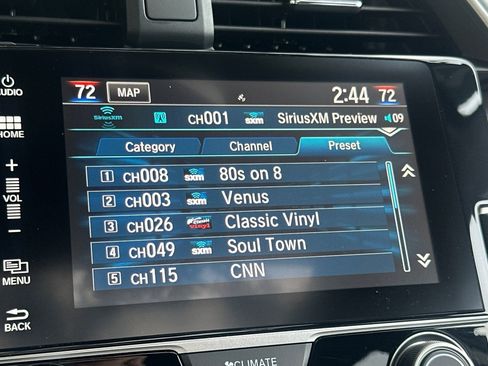 72 MAP 2:44 72
AUDIO
SiriusXM CH001 sxm SiriusXM Preview 09
HOME
Category Channel Preset
1 CH008 sxm 80s on 8
+
VOL
−
2 CH003 sxm Venus
3 CH026 Classic Vinyl Classic Vinyl
4 CH049 sxm Soul Town
5 CH115 CNN
MENU
BACK
CLIMATE